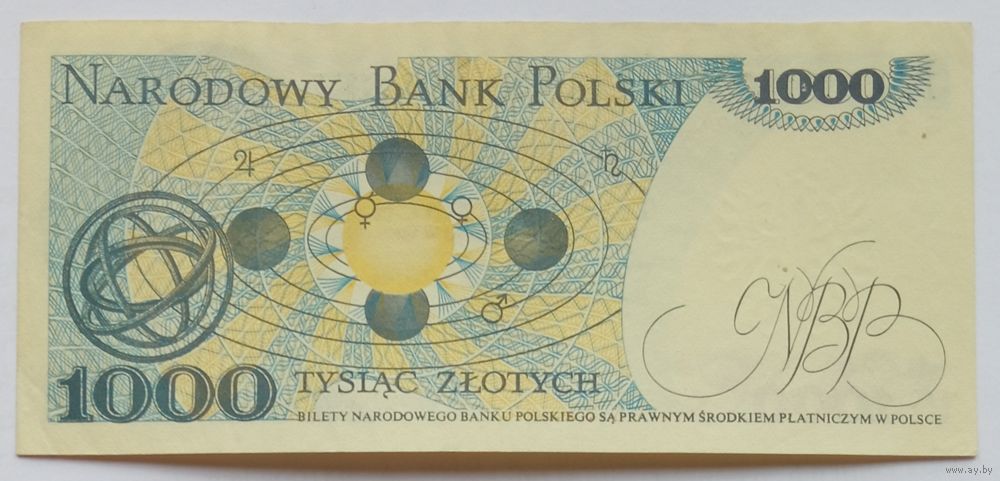 NARODOWY BANK POLSKI
1000
♃ ♄
☿ ♀
♂
NBP
1000
TYSIĄC ZŁOTYCH
BILETY NARODOWEGO BANKU POLSKIEGO SĄ PRAWNYM ŚRODKIEM PŁATNICZYM W POLSCE
www.ay.by